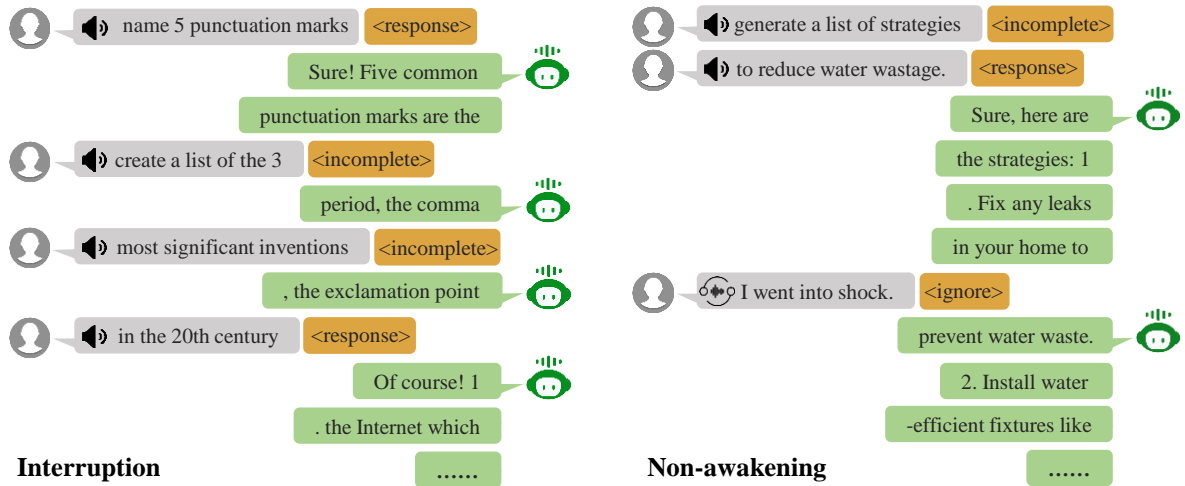 name 5 punctuation marks <response>
Sure! Five common
punctuation marks are the
create a list of the 3 <incomplete>
period, the comma
most significant inventions <incomplete>
, the exclamation point
in the 20th century <response>
Of course! 1
. the Internet which
......
Interruption
generate a list of strategies <incomplete>
to reduce water wastage. <response>
Sure, here are
the strategies: 1
. Fix any leaks
in your home to
I went into shock. <ignore>
prevent water waste.
2. Install water
-efficient fixtures like
......
Non-awakening